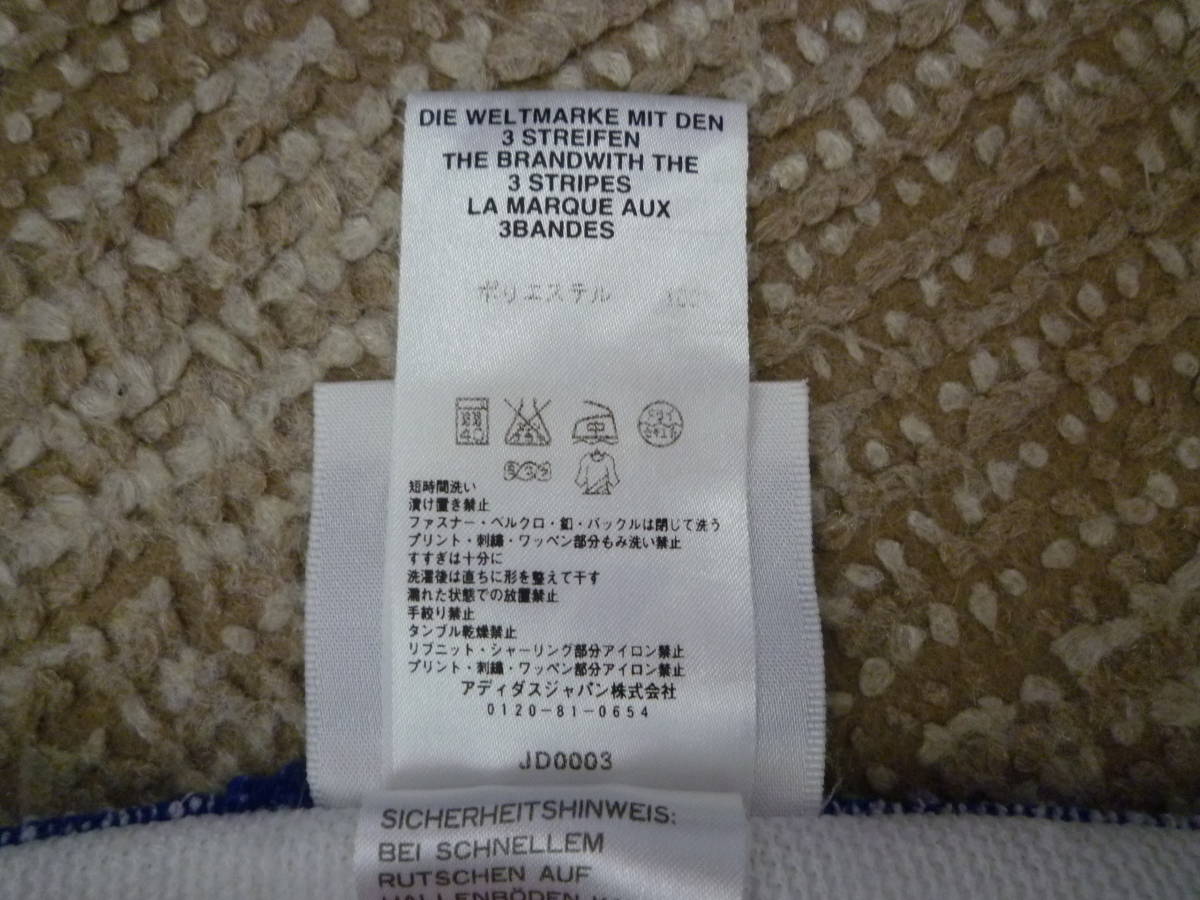 DIE WELTMARKE MIT DEN
3 STREIFEN
THE BRANDWITH THE
3 STRIPES
LA MARQUE AUX
3BANDES
ポリエステル 100%
40 中
短時間洗い
漬け置き禁止
ファスナー・ベルクロ・釦・バックルは閉じて洗う
プリント・刺繍・ワッペン部分もみ洗い禁止
すすぎは十分に
洗濯後は直ちに形を整えて干す
濡れた状態での放置禁止
手絞り禁止
タンブル乾燥禁止
リブニット・シャーリング部分アイロン禁止
プリント・刺繍・ワッペン部分アイロン禁止
アディダスジャパン株式会社
0120-81-0654
JD0003
SICHERHEITSHINWEIS:
BEI SCHNELLEM
RUTSCHEN AUF
HALLENBÖDEN